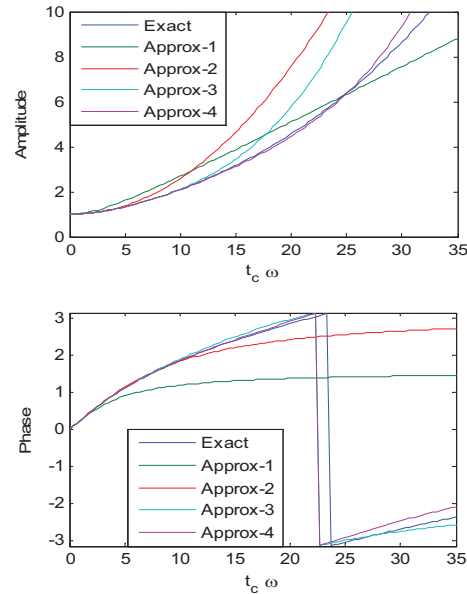 10
8
6
4
2
0
Amplitude
Exact
Approx-1
Approx-2
Approx-3
Approx-4
0 5 10 15 20 25 30 35
t_c ω
3
2
1
0
-1
-2
-3
Phase
Exact
Approx-1
Approx-2
Approx-3
Approx-4
0 5 10 15 20 25 30 35
t_c ω